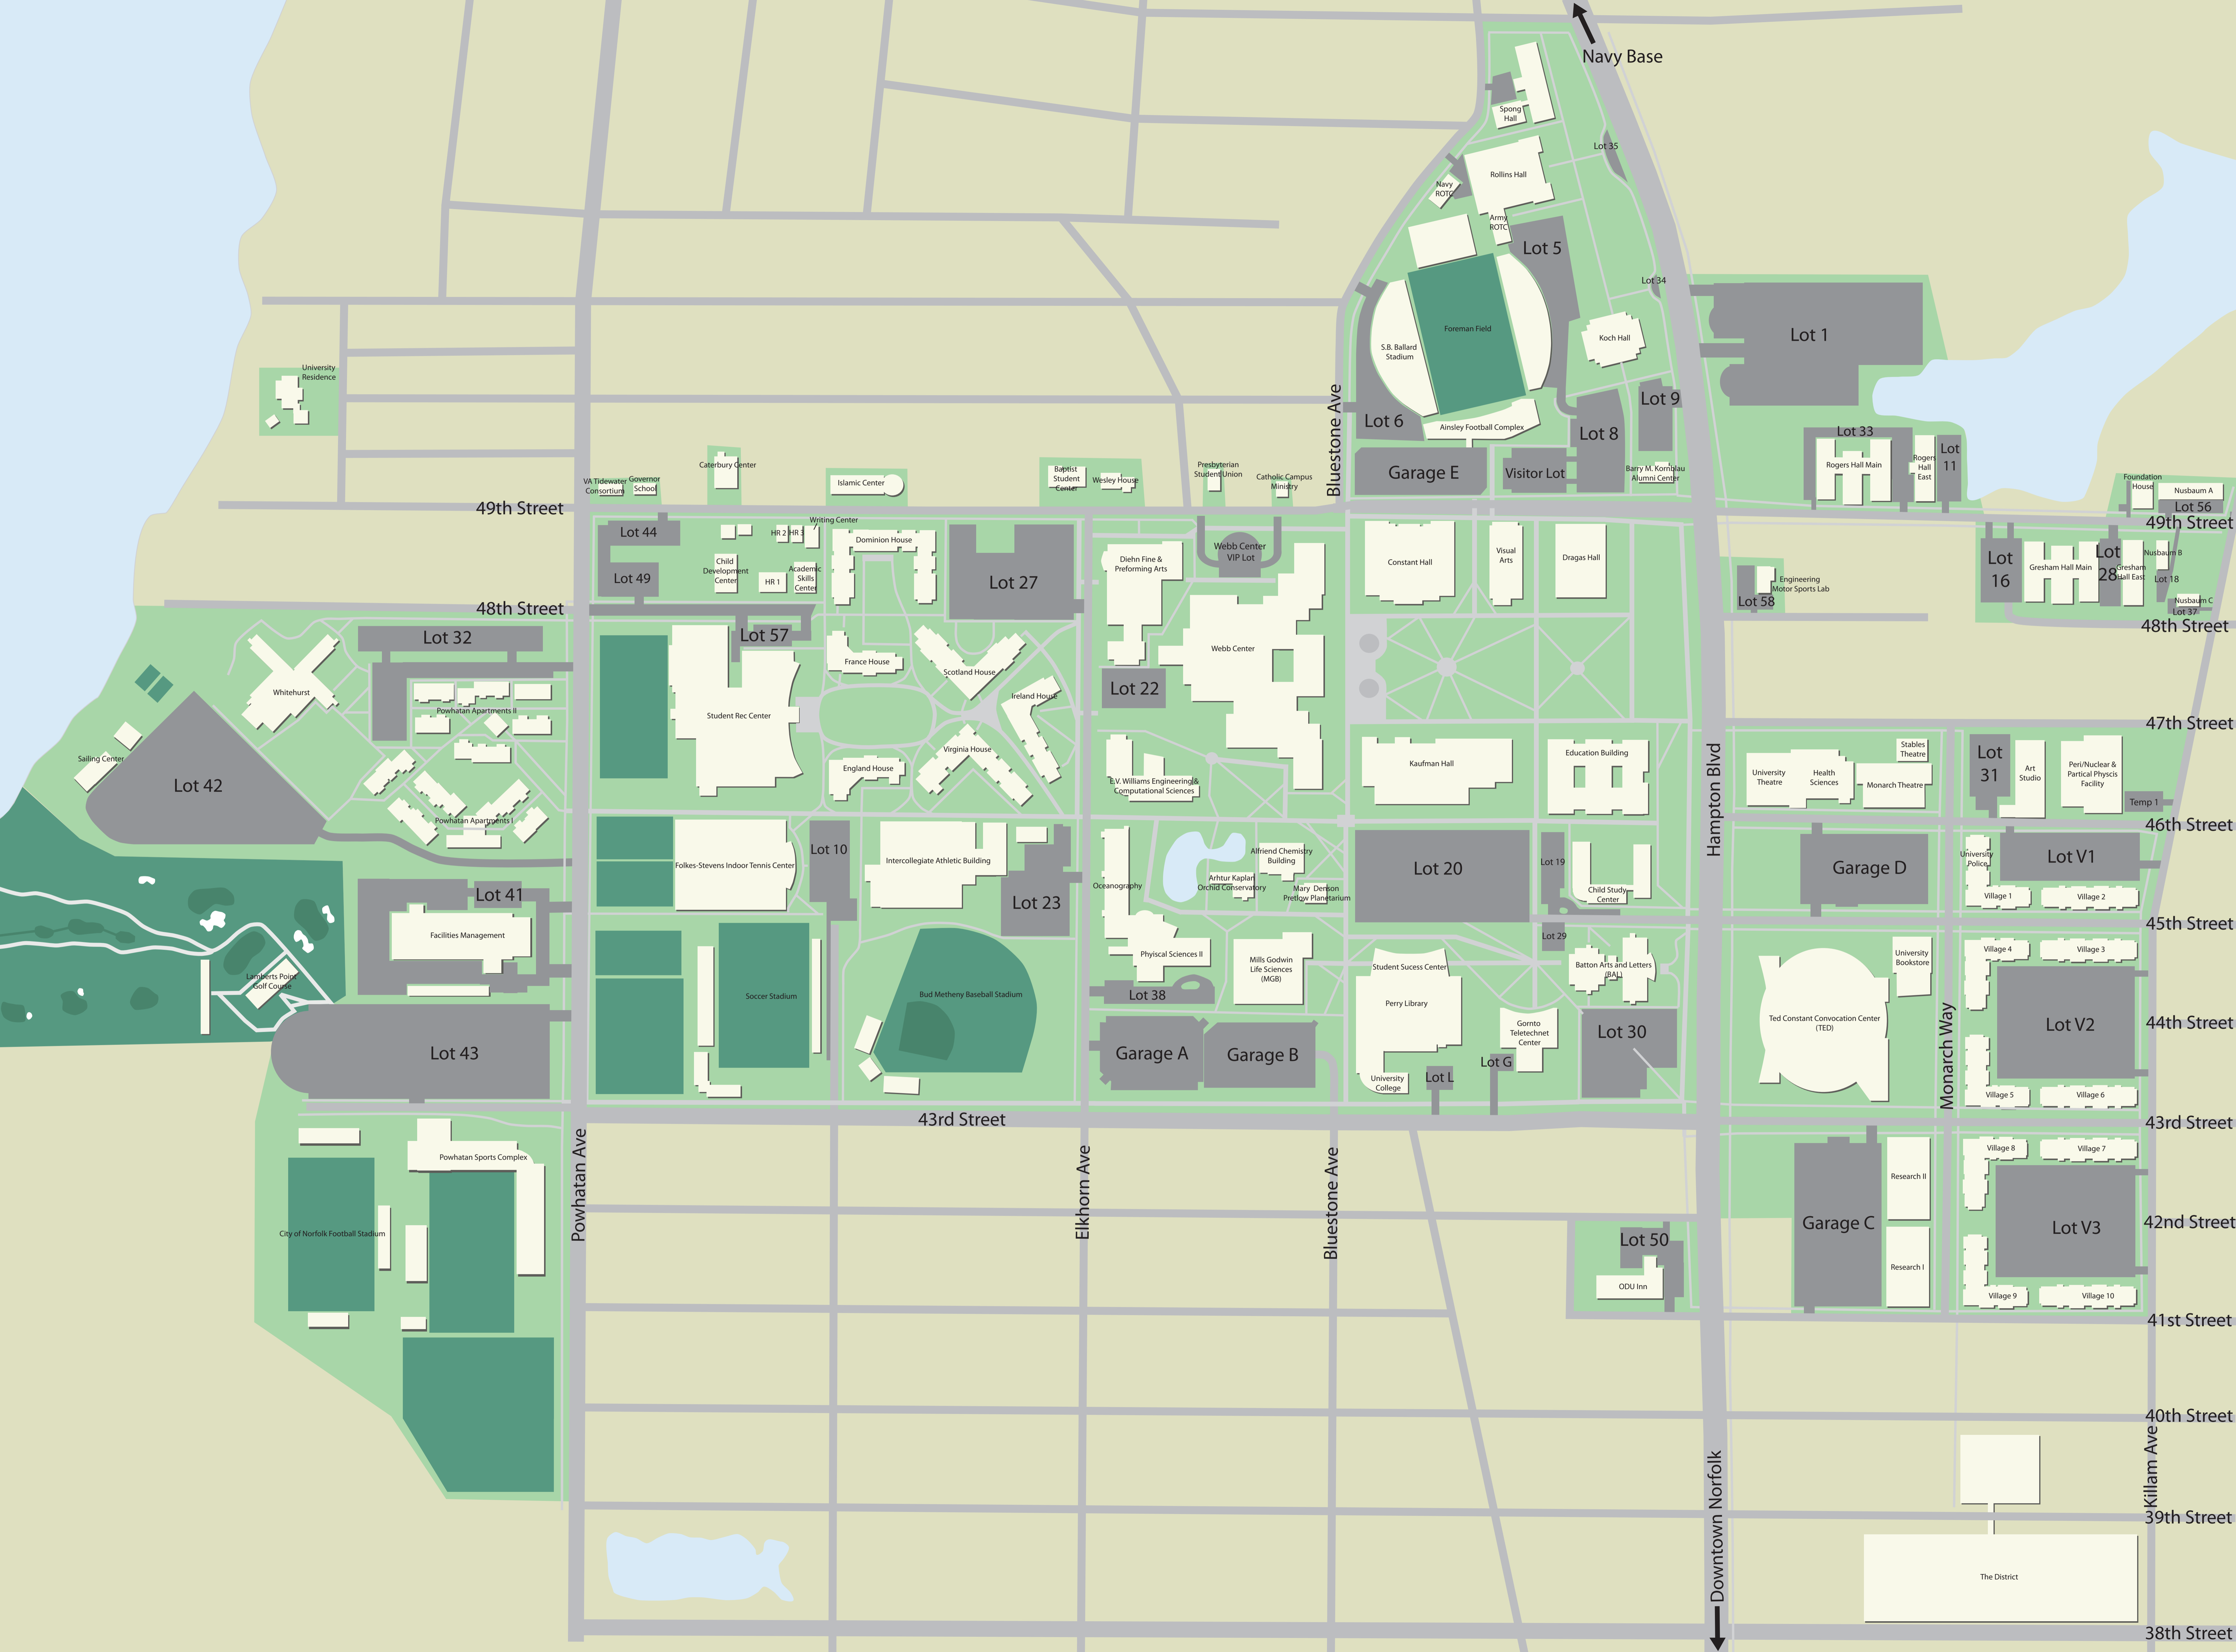 Navy Base
Spong
Hall
Lot 35
Rollins Hall
Navy
ROTC
Army
ROTC
Lot 5
Lot 34
Foreman Field
S.B. Ballard
Stadium
Koch Hall
Lot 1
University
Residence
Bluestone Ave
Lot 6
Ainsley Football Complex
Lot 8
Lot 9
Lot 33
Rogers Hall Main
Rogers
Hall
East
Lot
11
Garage E
Visitor Lot
Barry M. Kornblau
Alumni Center
VA Tidewater
Consortium
Governor
School
Caterbury Center
Islamic Center
Baptist
Student
Center
Wesley House
Presbyterian
Student Union
Catholic Campus
Ministry
Foundation
House
Nusbaum A
Lot 56
49th Street
49th Street
Lot 44
Lot 49
Child
Development
Center
HR 2
HR 3
Writing Center
HR 1
Academic
Skills
Center
Dominion House
Lot 27
Diehn Fine &
Preforming Arts
Webb Center
VIP Lot
Constant Hall
Visual
Arts
Dragas Hall
Engineering
Motor Sports Lab
Lot 58
Lot
16
Gresham Hall Main
Lot
28
Gresham
Hall East
Nusbaum B
Lot 18
Nusbaum C
Lot 37
48th Street
48th Street
Lot 32
Lot 57
Whitehurst
Powhatan Apartments II
Student Rec Center
France House
Scotland House
Ireland House
Lot 22
Webb Center
47th Street
Sailing Center
Lot 42
Powhatan Apartments I
England House
Virginia House
E.V. Williams Engineering &
Computational Sciences
Kaufman Hall
Education Building
Hampton Blvd
University
Theatre
Health
Sciences
Stables
Theatre
Monarch Theatre
Lot
31
Art
Studio
Peri/Nuclear &
Partical Physcis
Facility
Temp 1
46th Street
Folkes-Stevens Indoor Tennis Center
Lot 10
Intercollegiate Athletic Building
Lot 23
Oceanography
Alfriend Chemistry
Building
Arhtur Kaplan
Orchid Conservatory
Mary Denson
Pretlow Planetarium
Lot 20
Lot 19
Child Study
Center
Garage D
University
Police
Lot V1
Village 1
Village 2
45th Street
Lot 41
Facilities Management
Lamberts Point
Golf Course
Soccer Stadium
Bud Metheny Baseball Stadium
Phyiscal Sciences II
Lot 38
Mills Godwin
Life Sciences
(MGB)
Student Sucess Center
Perry Library
Lot 29
Batton Arts and Letters
(BAL)
University
Bookstore
Village 4
Village 3
Lot 43
Garage A
Garage B
Gornto
Teletechnet
Center
Lot G
Lot L
University
College
Lot 30
Ted Constant Convocation Center
(TED)
Monarch Way
Lot V2
44th Street
Village 5
Village 6
43rd Street
43rd Street
Powhatan Sports Complex
City of Norfolk Football Stadium
Powhatan Ave
Elkhorn Ave
Bluestone Ave
Lot 50
ODU Inn
Garage C
Research II
Research I
Village 8
Village 7
Lot V3
42nd Street
Village 9
Village 10
41st Street
40th Street
Killam Ave
39th Street
Downtown Norfolk
The District
38th Street